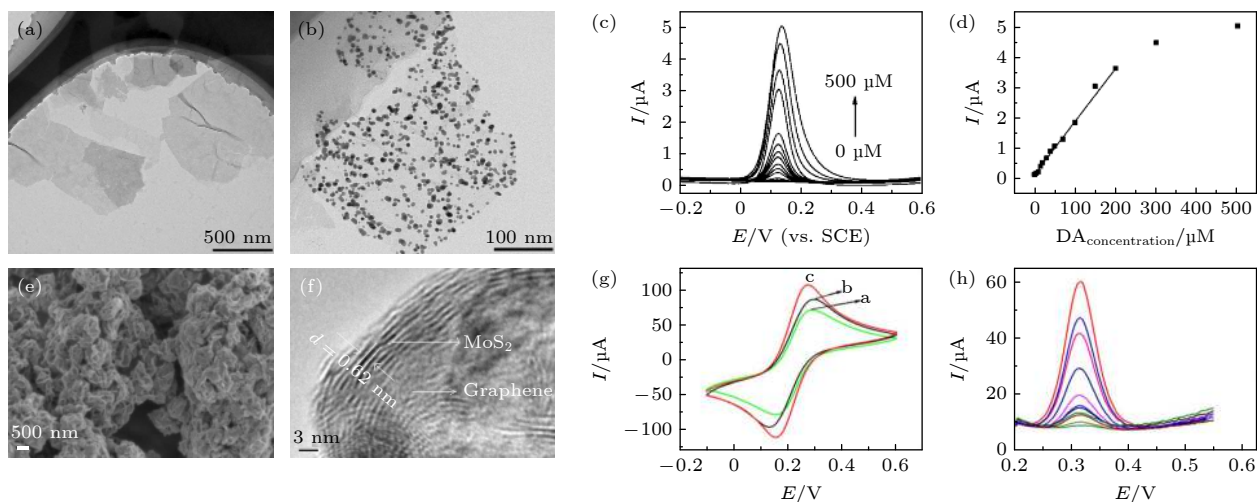 (a)
500 nm
(b)
100 nm
(c)
I/µA
5
4
3
2
1
0
500 µM
0 µM
−0.2 0 0.2 0.4 0.6
E/V (vs. SCE)
(d)
I/µA
5
4
3
2
1
0
0 100 200 300 400 500
DAconcentration/µM
(e)
500 nm
(f)
d = 0.62 nm
MoS2
Graphene
3 nm
(g)
I/µA
100
50
0
−50
−100
c
b
a
0 0.2 0.4 0.6
E/V
(h)
I/µA
60
40
20
0
0.2 0.3 0.4 0.5 0.6
E/V